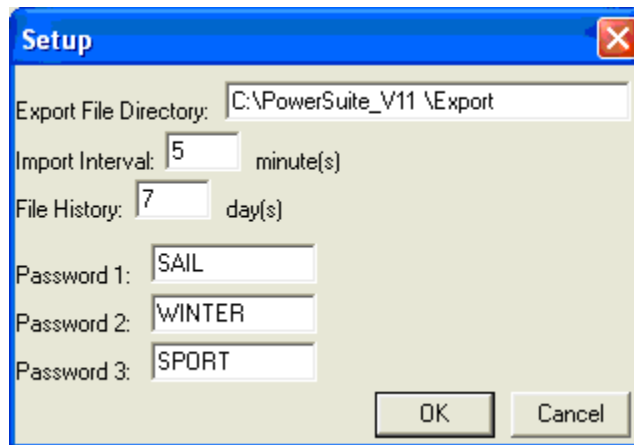 Setup
Export File Directory: C:\PowerSuite_V11 \Export
Import Interval: 5 minute(s)
File History: 7 day(s)
Password 1: SAIL
Password 2: WINTER
Password 3: SPORT
OK Cancel